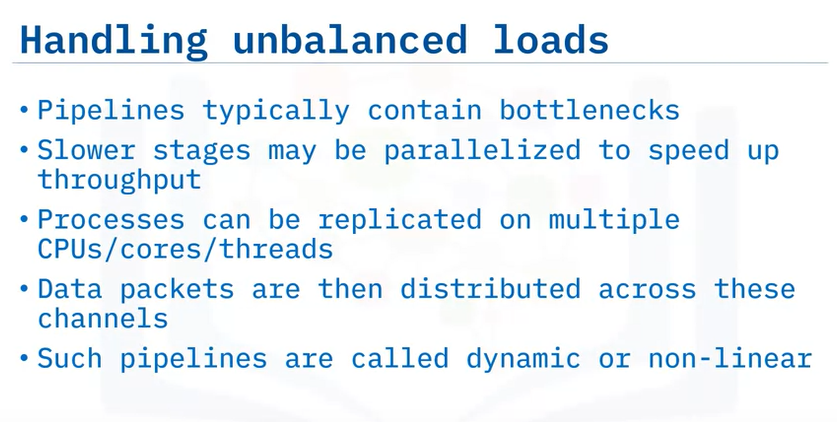 Handling unbalanced loads
• Pipelines typically contain bottlenecks
• Slower stages may be parallelized to speed up
throughput
• Processes can be replicated on multiple
CPUs/cores/threads
• Data packets are then distributed across these
channels
• Such pipelines are called dynamic or non-linear